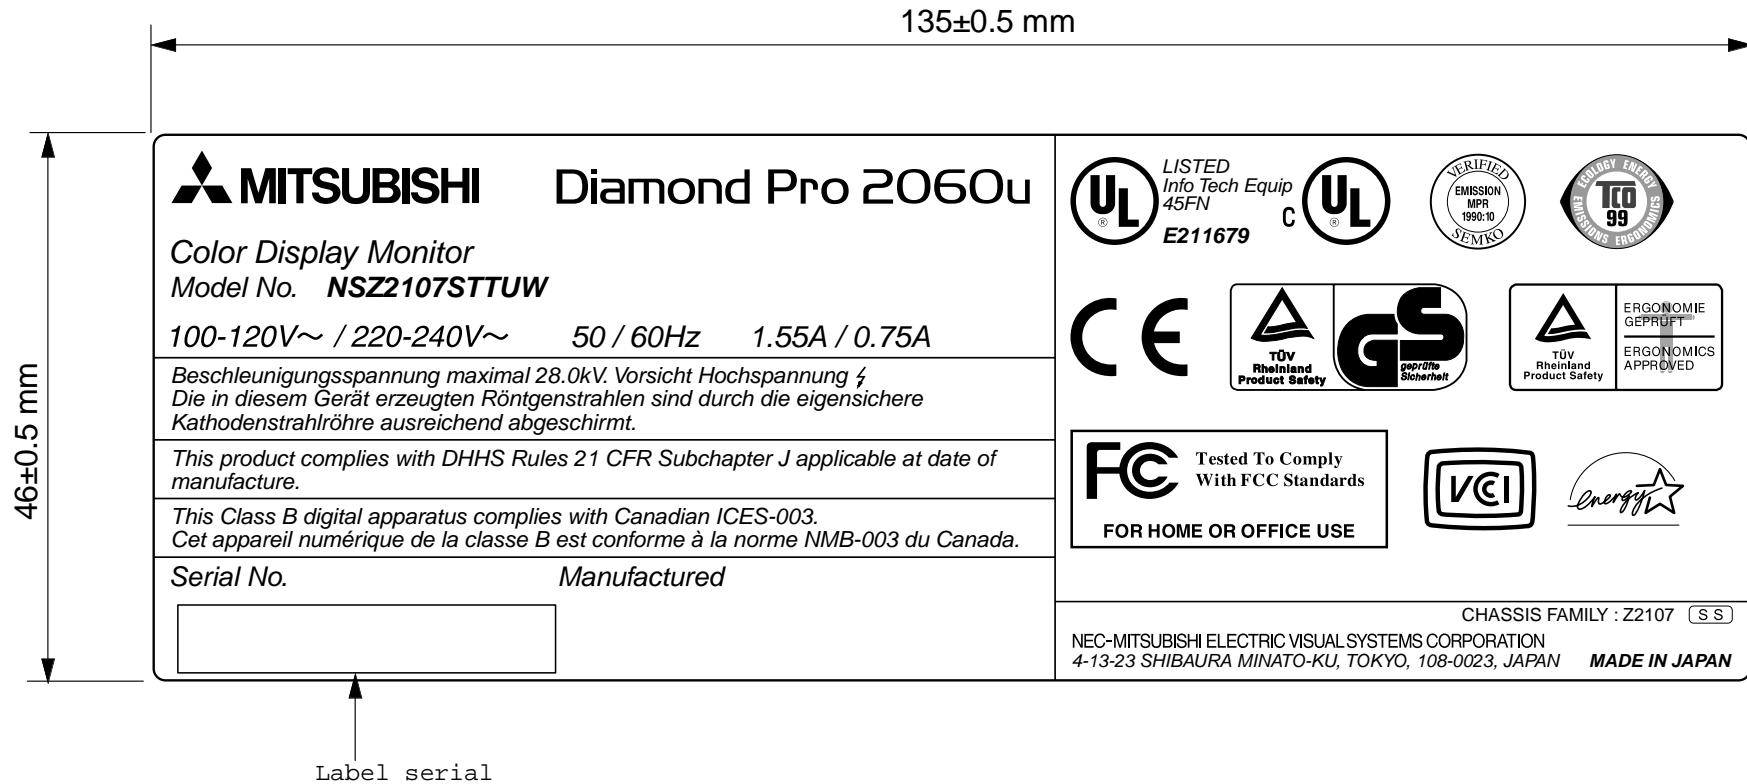 135±0.5 mm
46±0.5 mm
MITSUBISHI Diamond Pro 2060u
Color Display Monitor
Model No. NSZ2107STTUW
100-120V～ / 220-240V～ 50 / 60Hz 1.55A / 0.75A
Beschleunigungsspannung maximal 28.0kV. Vorsicht Hochspannung
Die in diesem Gerät erzeugten Röntgenstrahlen sind durch die eigensichere
Kathodenstrahlröhre ausreichend abgeschirmt.
This product complies with DHHS Rules 21 CFR Subchapter J applicable at date of
manufacture.
This Class B digital apparatus complies with Canadian ICES-003.
Cet appareil numérique de la classe B est conforme à la norme NMB-003 du Canada.
Serial No. Manufactured
Label serial
UL ®
LISTED
Info Tech Equip
45FN
E211679
C UL ®
VERIFIED
EMISSION
MPR
1990:10
SEMKO
ECOLOGY ENERGY
TCO
99
EMISSIONS ERGONOMICS
CE
TÜV
Rheinland
Product Safety
GS
geprüfte
Sicherheit
TÜV
Rheinland
Product Safety
T
ERGONOMIE
GEPRÜFT
ERGONOMICS
APPROVED
FCC
Tested To Comply
With FCC Standards
FOR HOME OR OFFICE USE
VCI
energy
CHASSIS FAMILY : Z2107 SS
NEC-MITSUBISHI ELECTRIC VISUAL SYSTEMS CORPORATION
4-13-23 SHIBAURA MINATO-KU, TOKYO, 108-0023, JAPAN MADE IN JAPAN